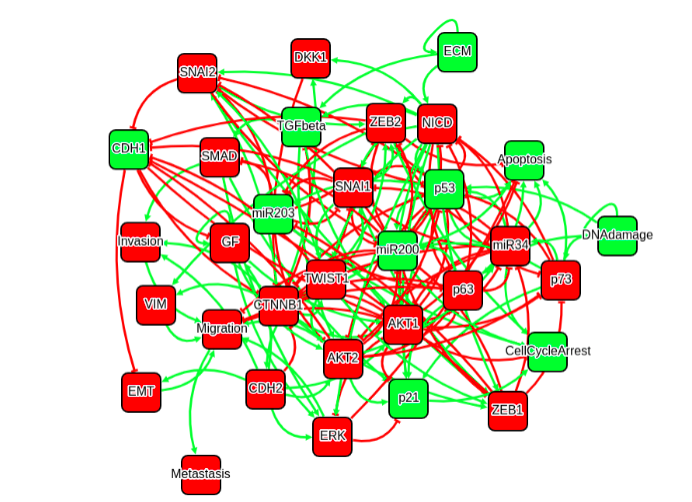 ECM
DKK1
SNAI2
ZEB2
NICD
TGFbeta
CDH1
SMAD
Apoptosis
SNAI1
p53
miR203
DNAdamage
Invasion
GF
miR200
miR34
TWIST1
p73
p63
VIM
CTNNB1
Migration
AKT1
CellCycleArrest
AKT2
EMT
CDH2
p21
ZEB1
ERK
Metastasis